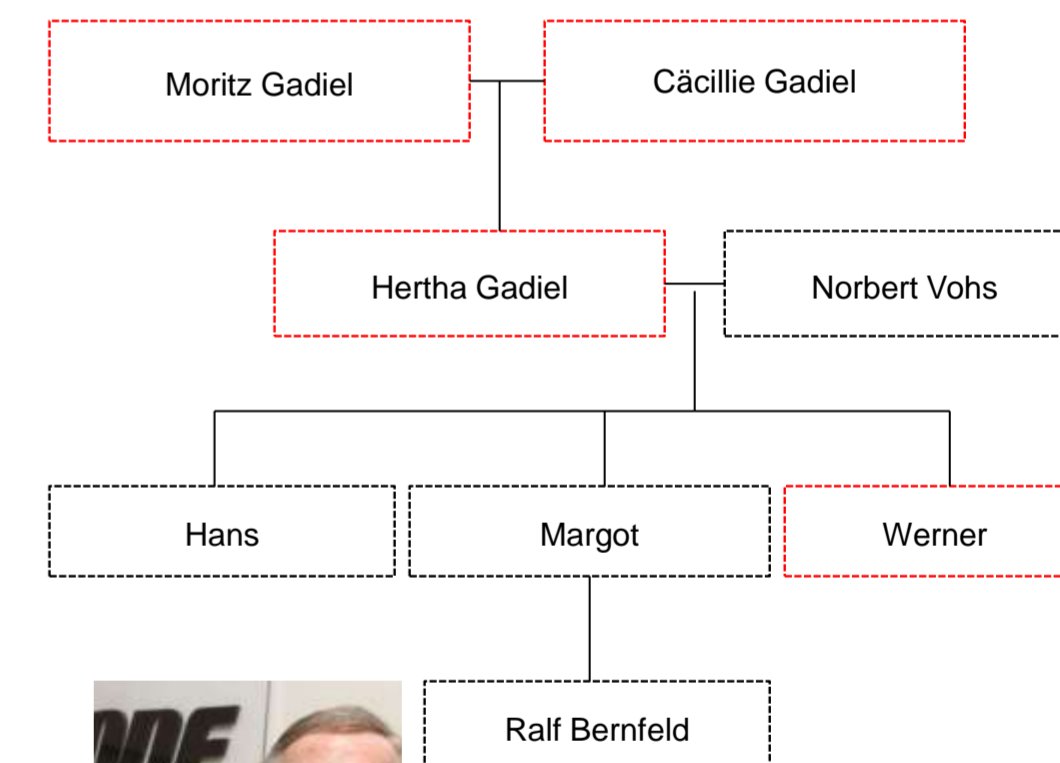 Moritz Gadiel
Cäcillie Gadiel
Hertha Gadiel
Norbert Vohs
Hans
Margot
Werner
Ralf Bernfeld